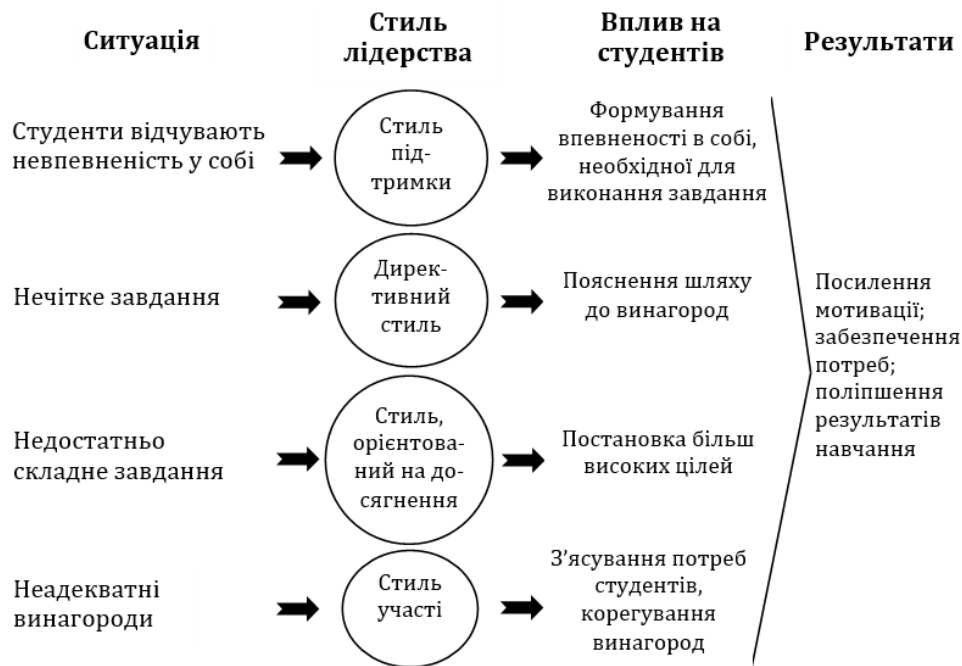 Ситуація
Стиль
лідерства
Вплив на
студентів
Результати
Студенти відчувають
невпевненість у собі
Стиль
під-
тримки
Формування
впевненості в собі,
необхідної для
виконання завдання
Нечітке завдання
Дирек-
тивний
стиль
Пояснення шляху
до винагород
Недостатньо
складне завдання
Стиль,
орієнтова-
ний на до-
сягнення
Постановка більш
високих цілей
Неадекватні
винагороди
Стиль
участі
З’ясування потреб
студентів,
корегування
винагород
Посилення
мотивації;
забезпечення
потреб;
поліпшення
результатів
навчання